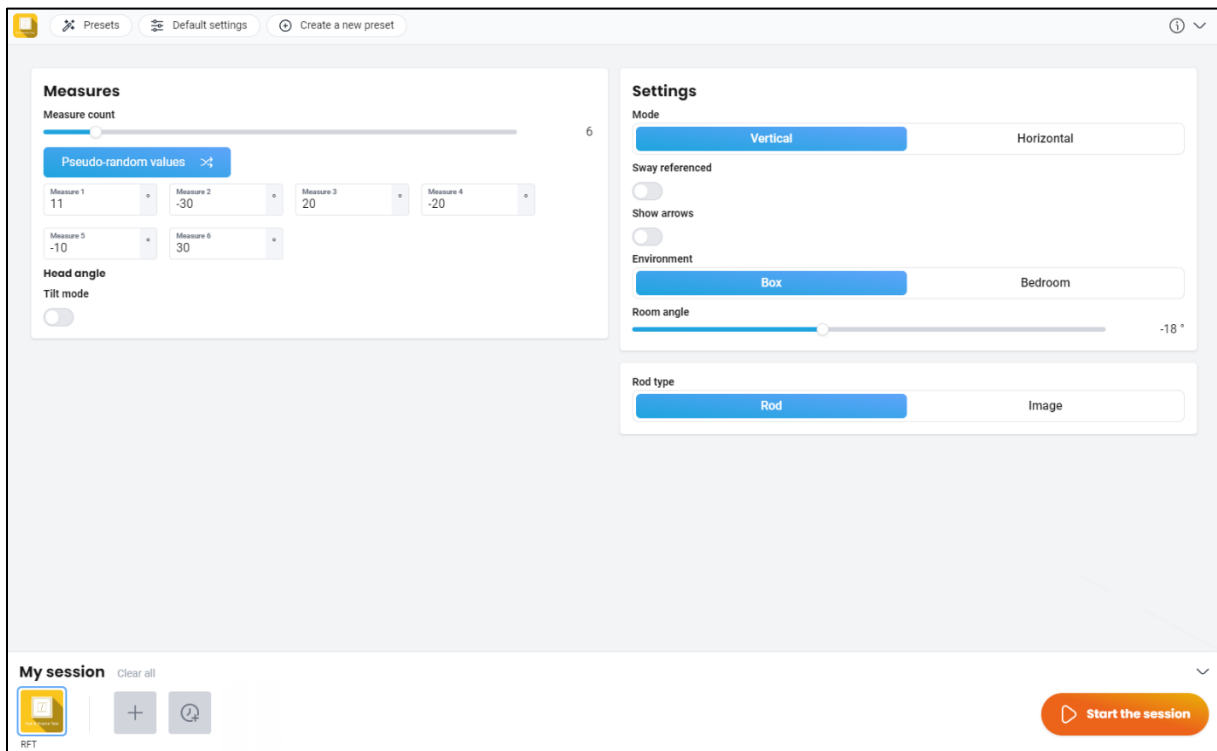 Presets
Default settings
Create a new preset
Measures
Measure count
6
Pseudo-random values
Measure 1
11 °
Measure 2
-30 °
Measure 3
20 °
Measure 4
-20 °
Measure 5
-10 °
Measure 6
30 °
Head angle
Tilt mode
Settings
Mode
Vertical Horizontal
Sway referenced
Show arrows
Environment
Box Bedroom
Room angle
-18 °
Rod type
Rod Image
My session Clear all
RFT
Start the session